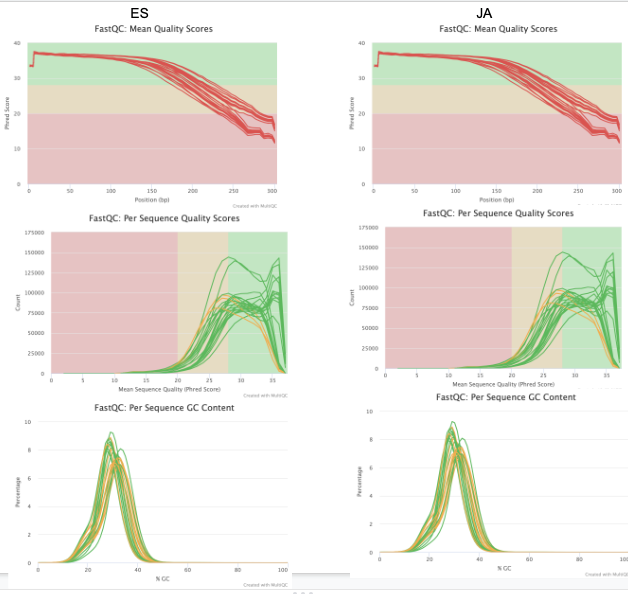 ES
FastQC: Mean Quality Scores
Phred Score
40
30
20
10
0
0 50 100 150 200 250 300
Position (bp)
Created with MultiQC
FastQC: Per Sequence Quality Scores
Count
175000
150000
125000
100000
75000
50000
25000
0
0 5 10 15 20 25 30 35
Mean Sequence Quality (Phred Score)
Created with MultiQC
FastQC: Per Sequence GC Content
Percentage
10
8
6
4
2
0
0 20 40 60 80 100
% GC
Created with MultiQC
JA
FastQC: Mean Quality Scores
Phred Score
40
30
20
10
0
0 50 100 150 200 250 300
Position (bp)
FastQC: Per Sequence Quality Scores
Count
175000
150000
125000
100000
75000
50000
25000
0
0 5 10 15 20 25 30 35
Mean Sequence Quality (Phred Score)
FastQC: Per Sequence GC Content
Percentage
10
8
6
4
2
0
0 20 40 60 80 100
% GC
Created with MultiQC